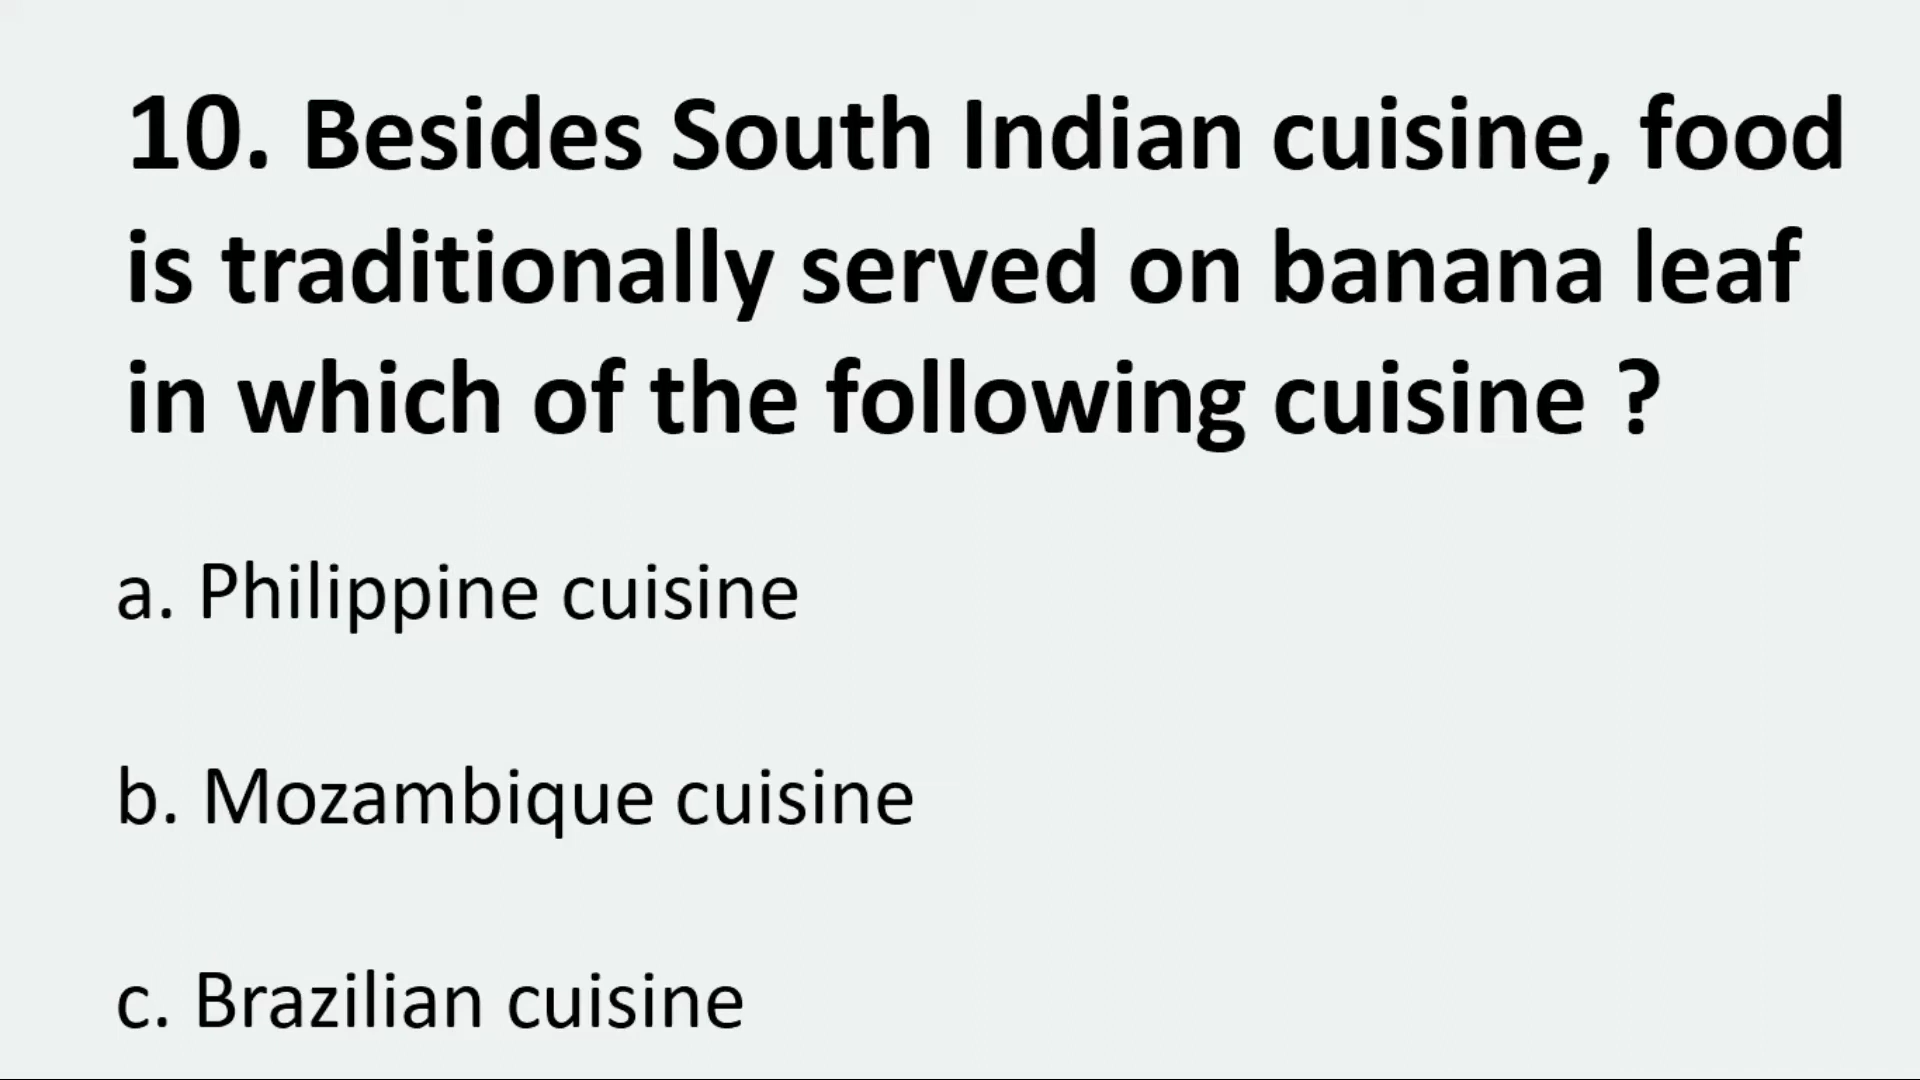 10. Besides South Indian cuisine, food
is traditionally served on banana leaf
in which of the following cuisine ?
a. Philippine cuisine
b. Mozambique cuisine
c. Brazilian cuisine